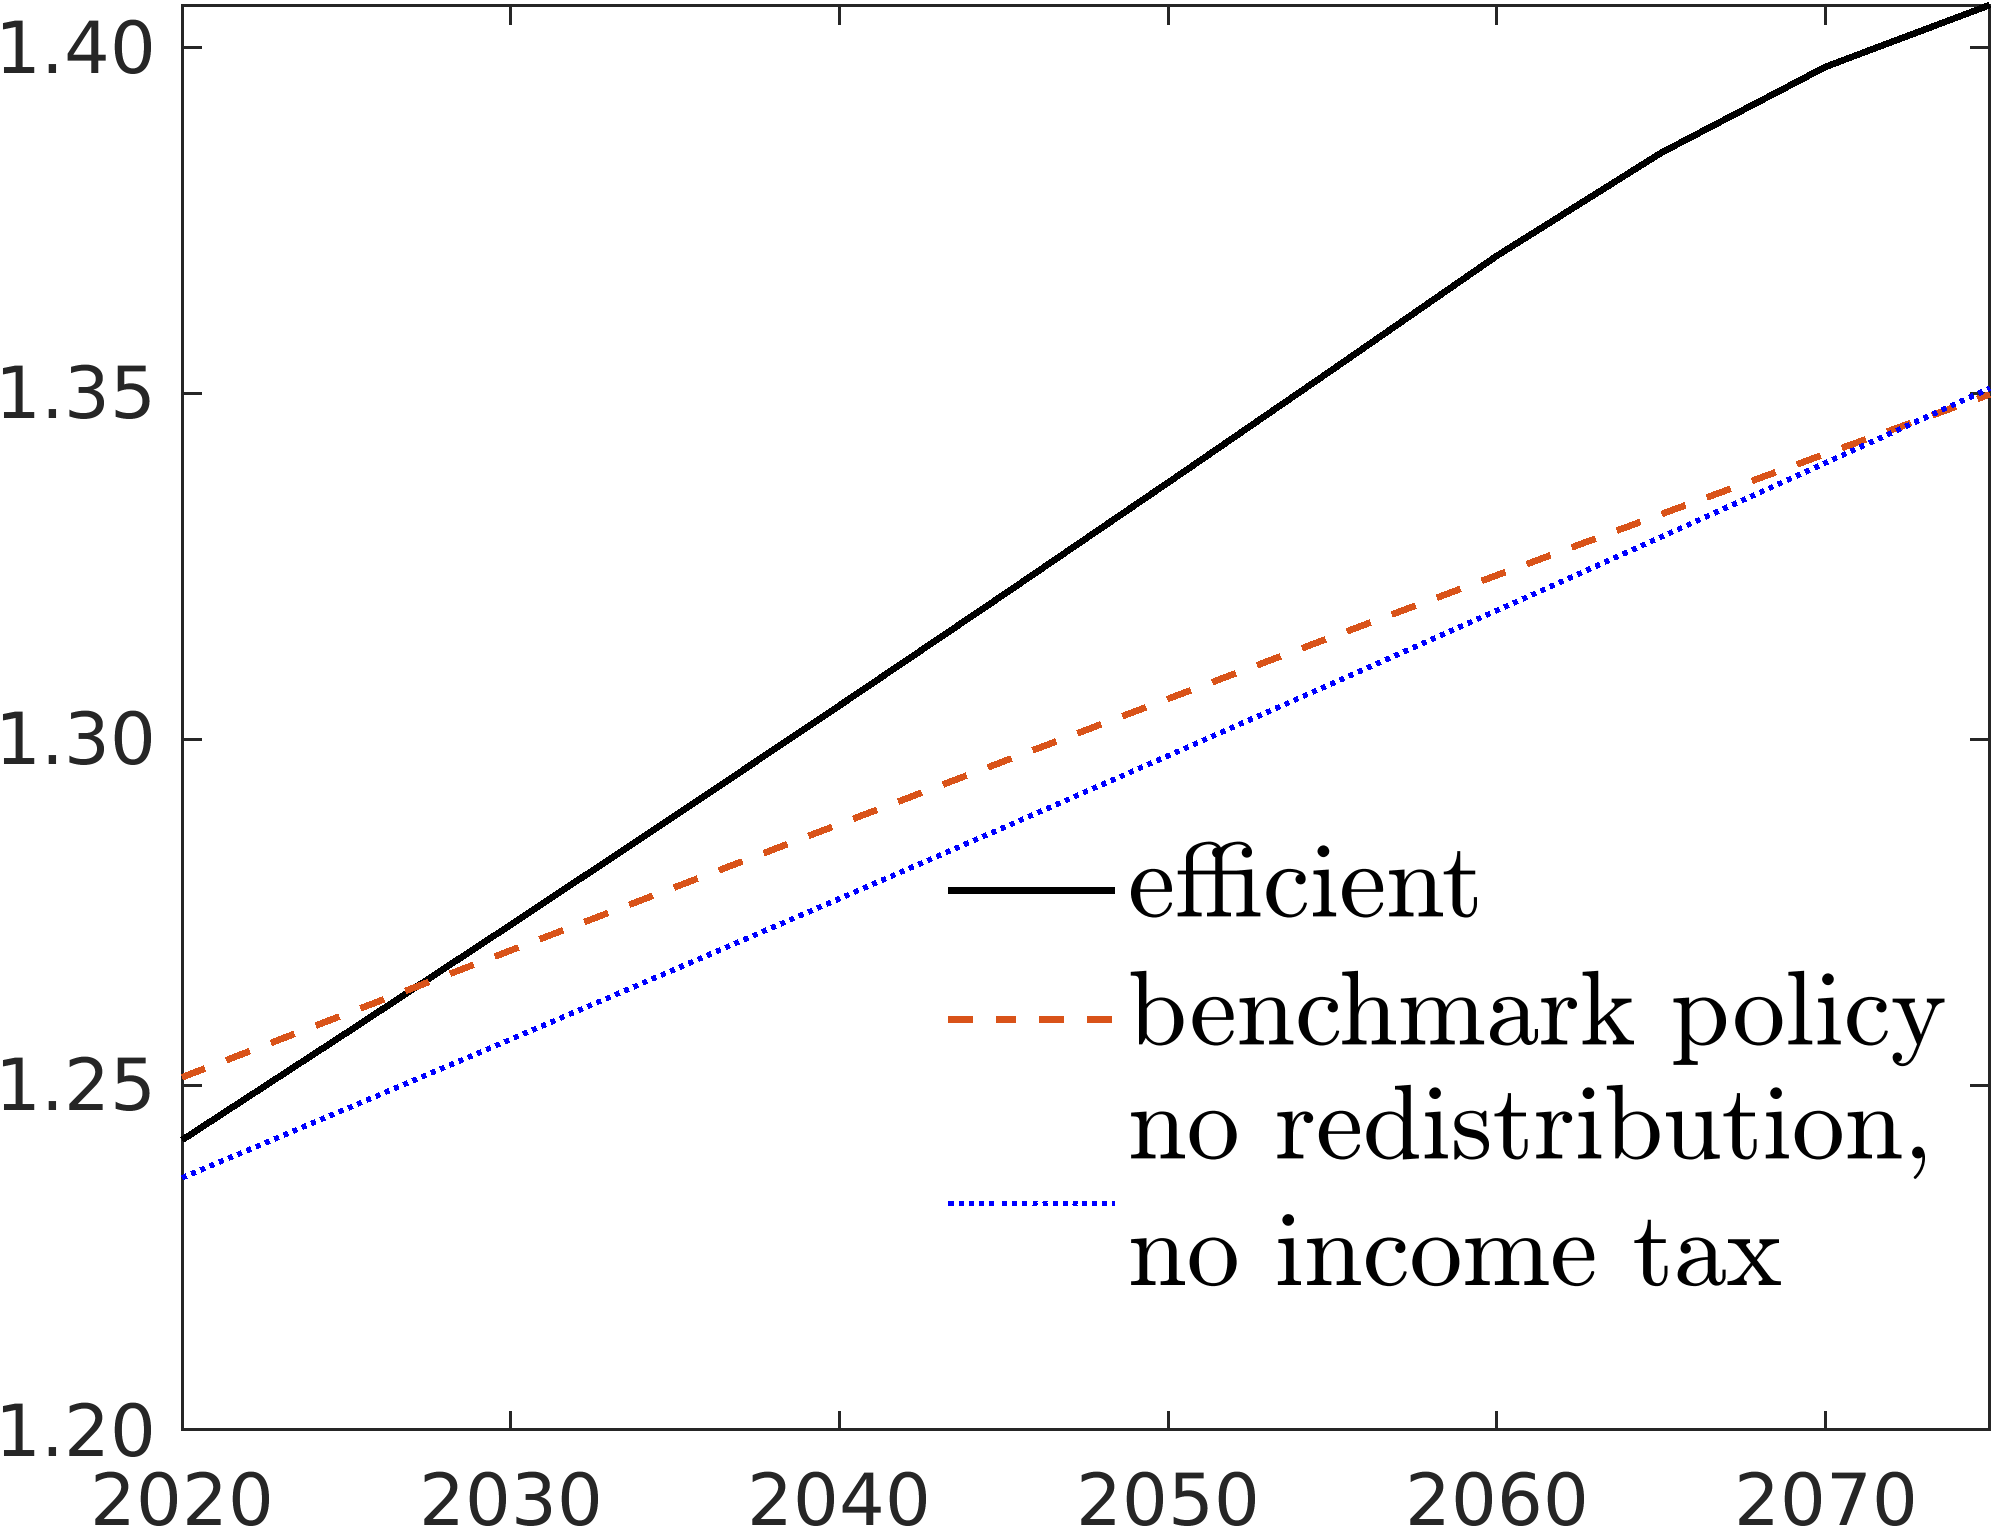 1.40
1.35
1.30
1.25
1.20
2020 2030 2040 2050 2060 2070
efficient
benchmark policy
no redistribution,
no income tax